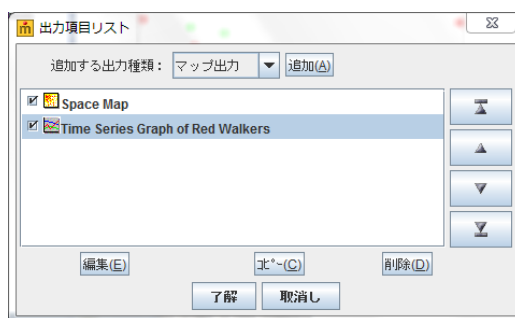 出力項目リスト
追加する出力種類： マップ出力 追加(A)
Space Map
Time Series Graph of Red Walkers
編集(E) ｺﾋﾟｰ(C) 削除(D)
了解 取消し